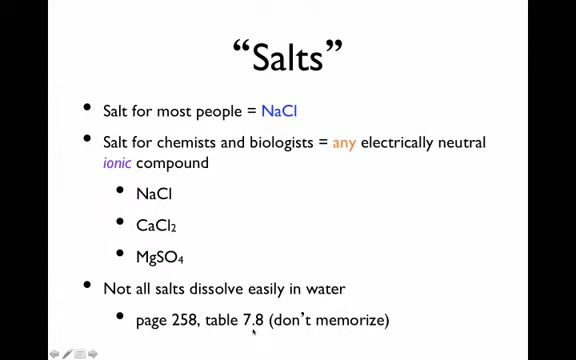 “Salts”
• Salt for most people = NaCl
• Salt for chemists and biologists = any electrically neutral
ionic compound
• NaCl
• CaCl₂
• MgSO₄
• Not all salts dissolve easily in water
• page 258, table 7.8 (don’t memorize)